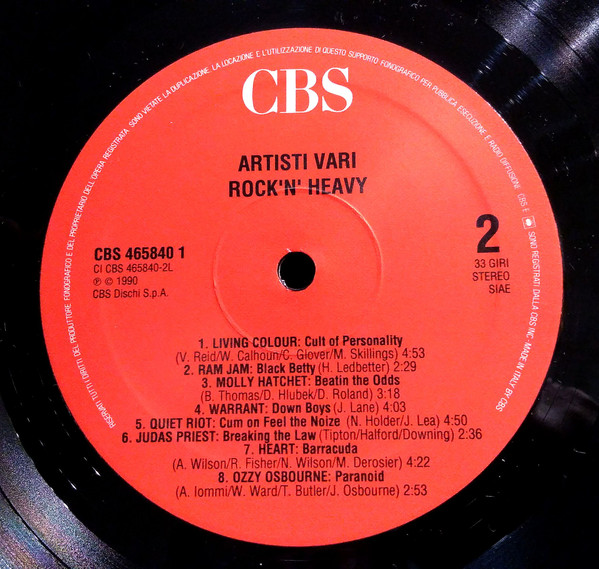 RISERVATI TUTTI I DIRITTI DEL PRODUTTORE FONOGRAFICO E DEL PROPRIETARIO DELL'OPERA REGISTRATA. SONO VIETATE LA DUPLICAZIONE, LA LOCAZIONE E L'UTILIZZAZIONE DI QUESTO SUPPORTO FONOGRAFICO PER PUBBLICA ESECUZIONE E RADIO DIFFUSIONE. CBS E SONO REGISTRATI DALLA CBS INC. - MADE IN ITALY BY CBS
CBS
ARTISTI VARI
ROCK'N' HEAVY
CBS 465840 1
CI CBS 465840-2L
℗ © 1990
CBS Dischi S.p.A.
2
33 GIRI
STEREO
SIAE
1. LIVING COLOUR: Cult of Personality
(V. Reid/W. Calhoun/C. Glover/M. Skillings) 4:53
2. RAM JAM: Black Betty (H. Ledbetter) 2:29
3. MOLLY HATCHET: Beatin the Odds
(B. Thomas/D. Hlubek/D. Roland) 3:18
4. WARRANT: Down Boys (J. Lane) 4:03
5. QUIET RIOT: Cum on Feel the Noize (N. Holder/J. Lea) 4:50
6. JUDAS PRIEST: Breaking the Law (Tipton/Halford/Downing) 2:36
7. HEART: Barracuda
(A. Wilson/R. Fisher/N. Wilson/M. Derosier) 4:22
8. OZZY OSBOURNE: Paranoid
(A. Iommi/W. Ward/T. Butler/J. Osbourne) 2:53